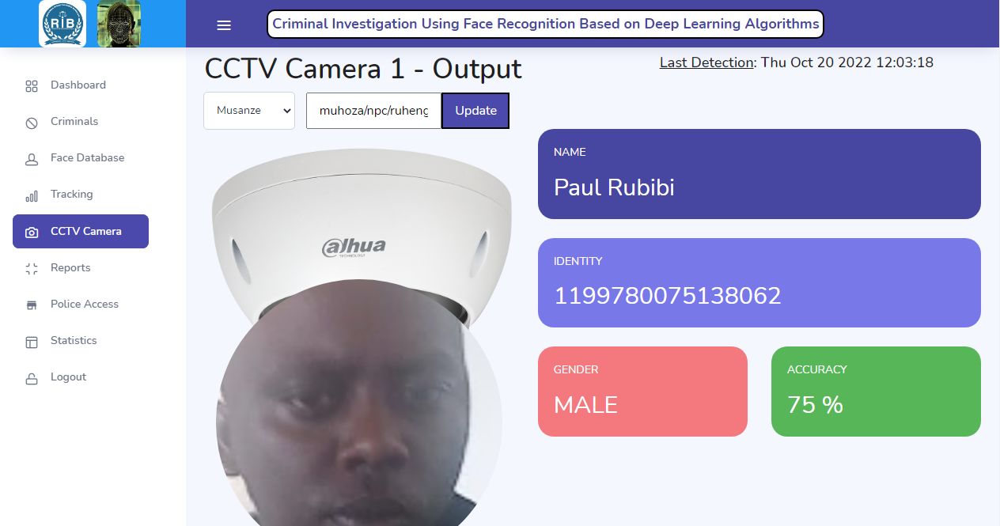 RIB
Criminal Investigation Using Face Recognition Based on Deep Learning Algorithms
Dashboard
Criminals
Face Database
Tracking
CCTV Camera
Reports
Police Access
Statistics
Logout
CCTV Camera 1 - Output
Last Detection: Thu Oct 20 2022 12:03:18
Musanze
muhoza/npc/ruheng
Update
alhua
TECHNOLOGY
NAME
Paul Rubibi
IDENTITY
1199780075138062
GENDER
MALE
ACCURACY
75 %